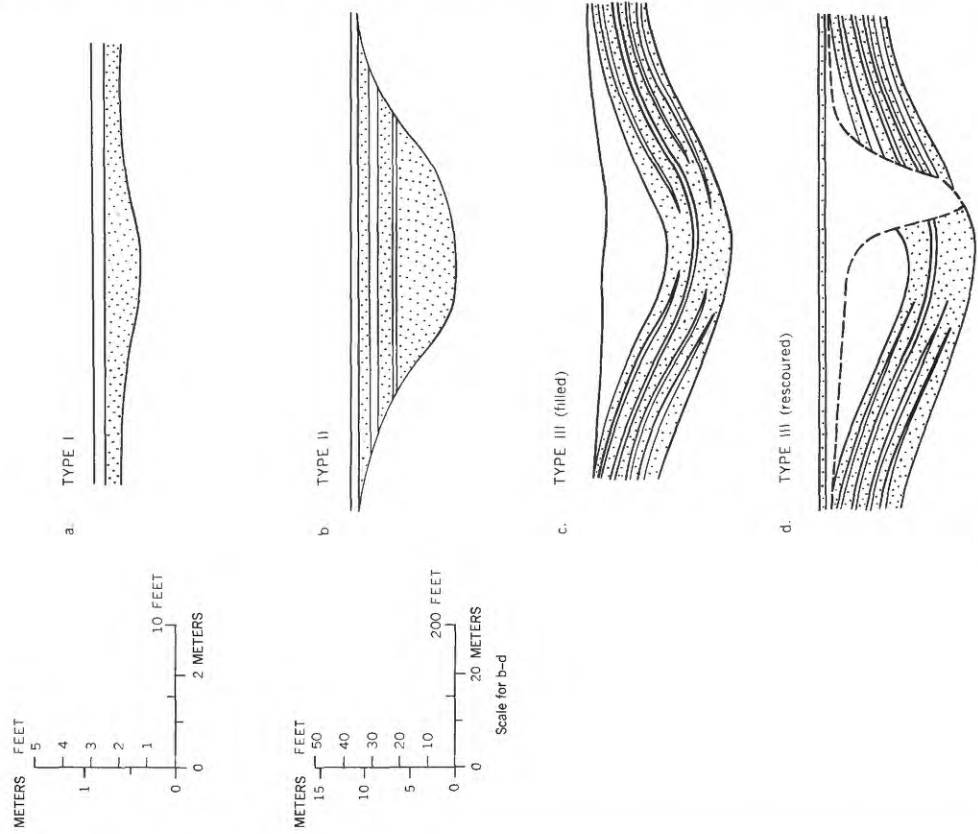 METERS FEET
5
4
3
2
1
1
0
10 FEET
0 2 METERS
METERS FEET
50
40
30
20
10
15
10
5
0
200 FEET
0 20 METERS
Scale for b-d
a. TYPE I
b TYPE II
c. TYPE III (filled)
d. TYPE III (rescoured)